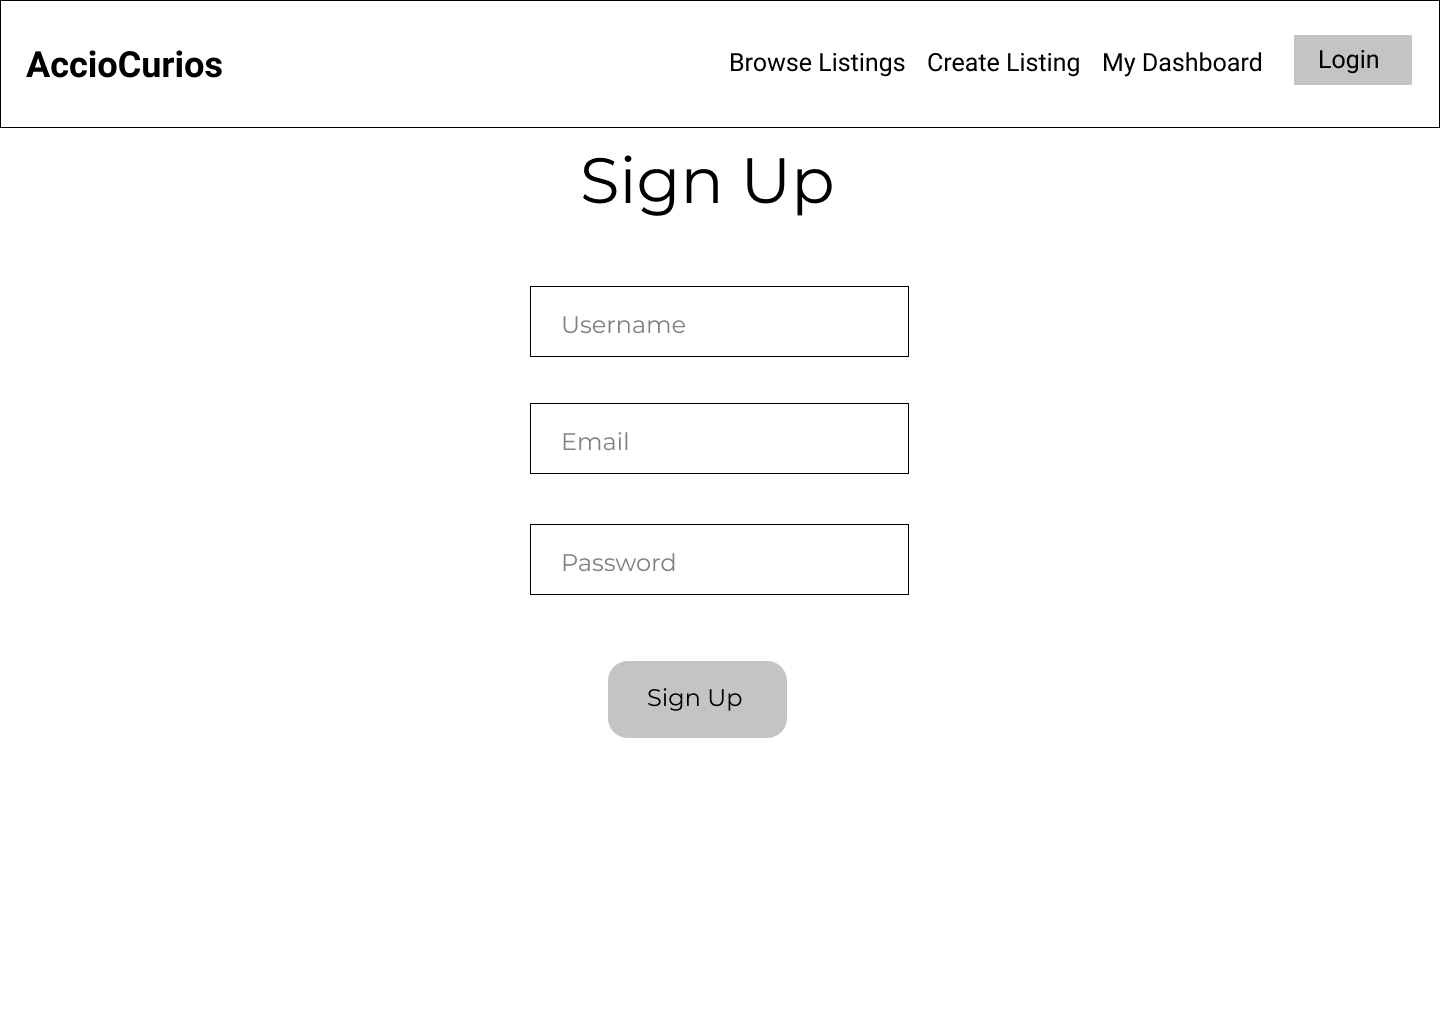 AccioCurios
Browse Listings Create Listing My Dashboard Login
Sign Up
Username
Email
Password
Sign Up